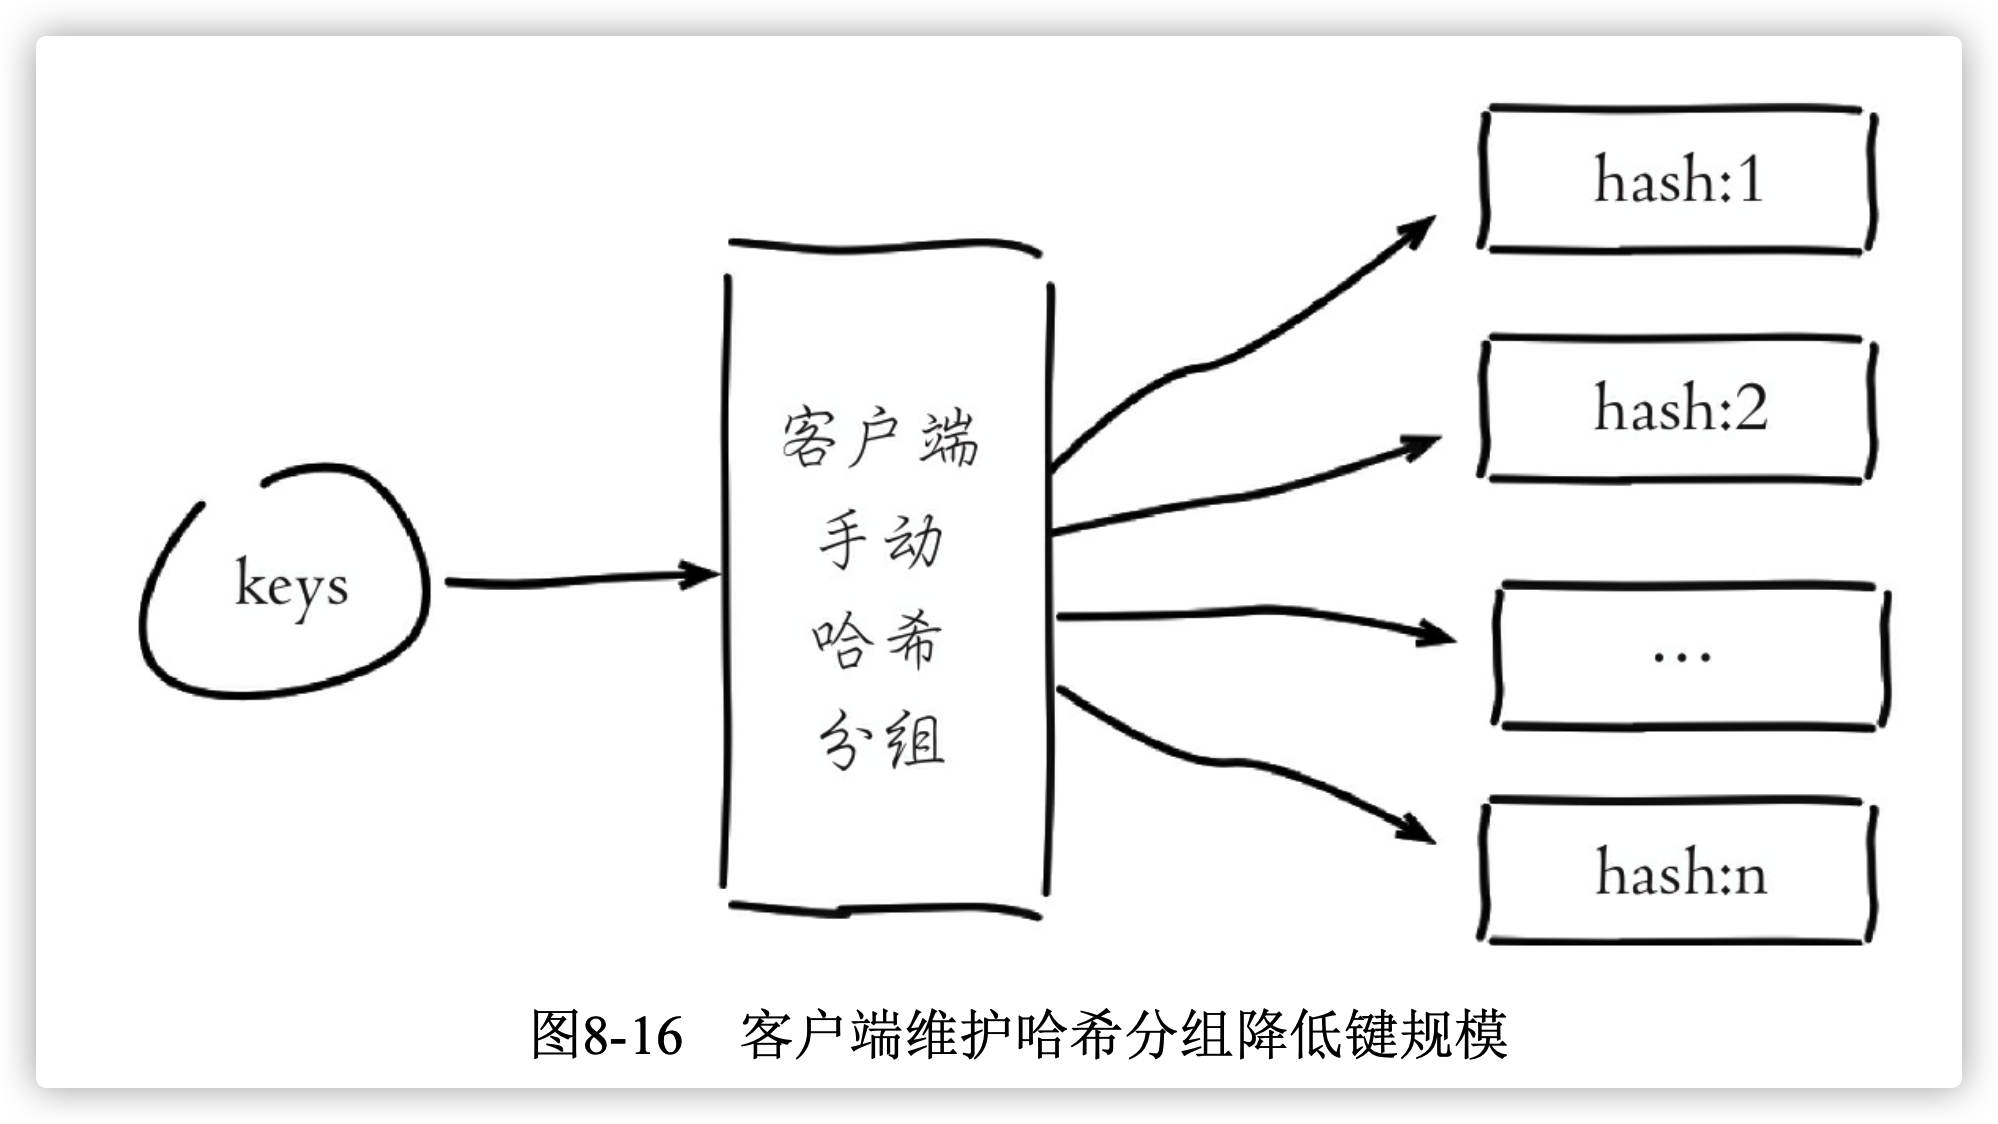 keys
客户端
手动
哈希
分组
hash:1
hash:2
...
hash:n
图8-16 客户端维护哈希分组降低键规模